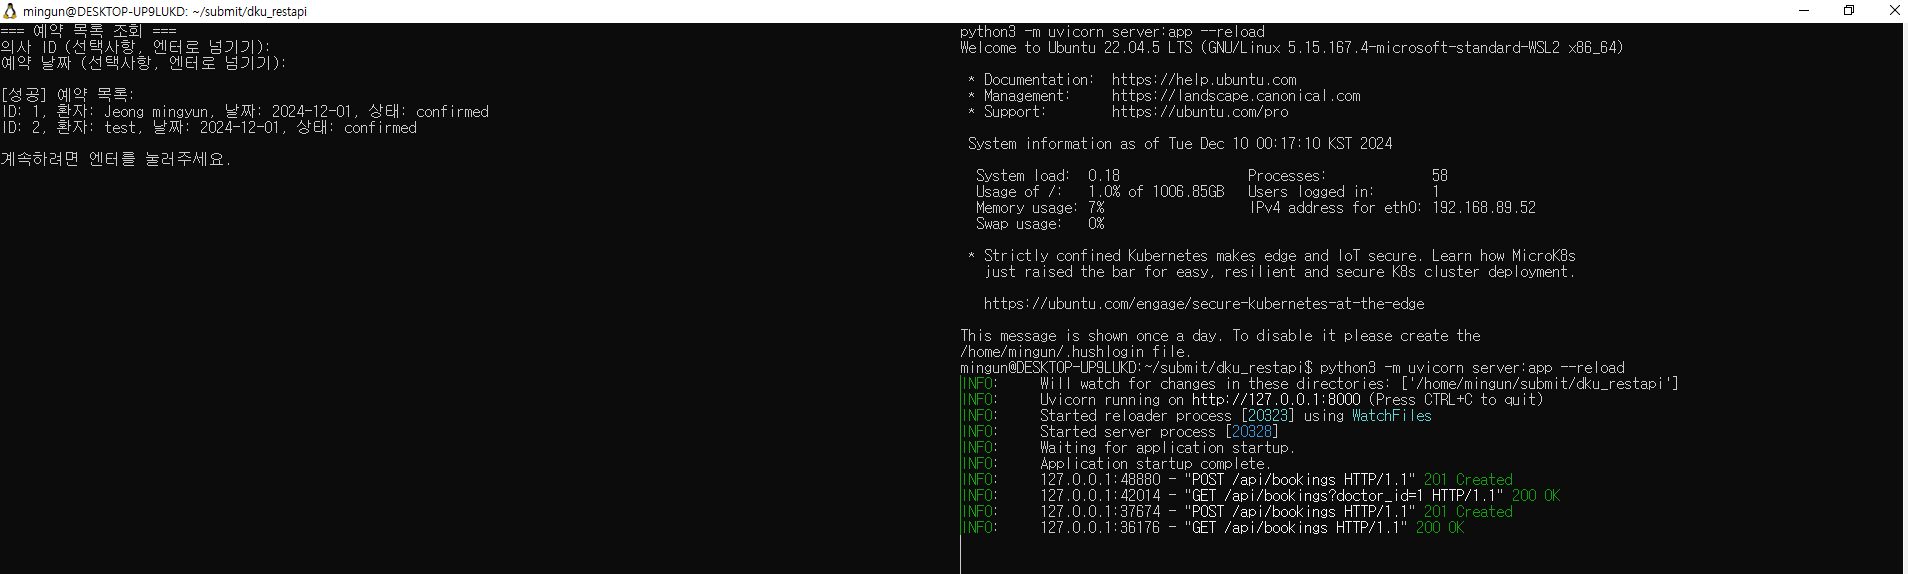 mingun@DESKTOP-UP9LUKD: ~/submit/dku_restapi
=== 예약 목록 조회 ===
의사 ID (선택사항, 엔터로 넘기기):
예약 날짜 (선택사항, 엔터로 넘기기):
[성공] 예약 목록:
ID: 1, 환자: Jeong mingyun, 날짜: 2024-12-01, 상태: confirmed
ID: 2, 환자: test, 날짜: 2024-12-01, 상태: confirmed
계속하려면 엔터를 눌러주세요.
python3 -m uvicorn server:app --reload
Welcome to Ubuntu 22.04.5 LTS (GNU/Linux 5.15.167.4-microsoft-standard-WSL2 x86_64)
* Documentation:  https://help.ubuntu.com
* Management:     https://landscape.canonical.com
* Support:        https://ubuntu.com/pro
System information as of Tue Dec 10 00:17:10 KST 2024
System load:  0.18                Processes:             58
Usage of /:   1.0% of 1006.85GB   Users logged in:       1
Memory usage: 7%                  IPv4 address for eth0: 192.168.89.52
Swap usage:   0%
* Strictly confined Kubernetes makes edge and IoT secure. Learn how MicroK8s
just raised the bar for easy, resilient and secure K8s cluster deployment.
https://ubuntu.com/engage/secure-kubernetes-at-the-edge
This message is shown once a day. To disable it please create the
/home/mingun/.hushlogin file.
mingun@DESKTOP-UP9LUKD:~/submit/dku_restapi$ python3 -m uvicorn server:app --reload
INFO:     Will watch for changes in these directories: ['/home/mingun/submit/dku_restapi']
INFO:     Uvicorn running on http://127.0.0.1:8000 (Press CTRL+C to quit)
INFO:     Started reloader process [20323] using WatchFiles
INFO:     Started server process [20328]
INFO:     Waiting for application startup.
INFO:     Application startup complete.
INFO:     127.0.0.1:48880 - "POST /api/bookings HTTP/1.1" 201 Created
INFO:     127.0.0.1:42014 - "GET /api/bookings?doctor_id=1 HTTP/1.1" 200 OK
INFO:     127.0.0.1:37674 - "POST /api/bookings HTTP/1.1" 201 Created
INFO:     127.0.0.1:36176 - "GET /api/bookings HTTP/1.1" 200 OK